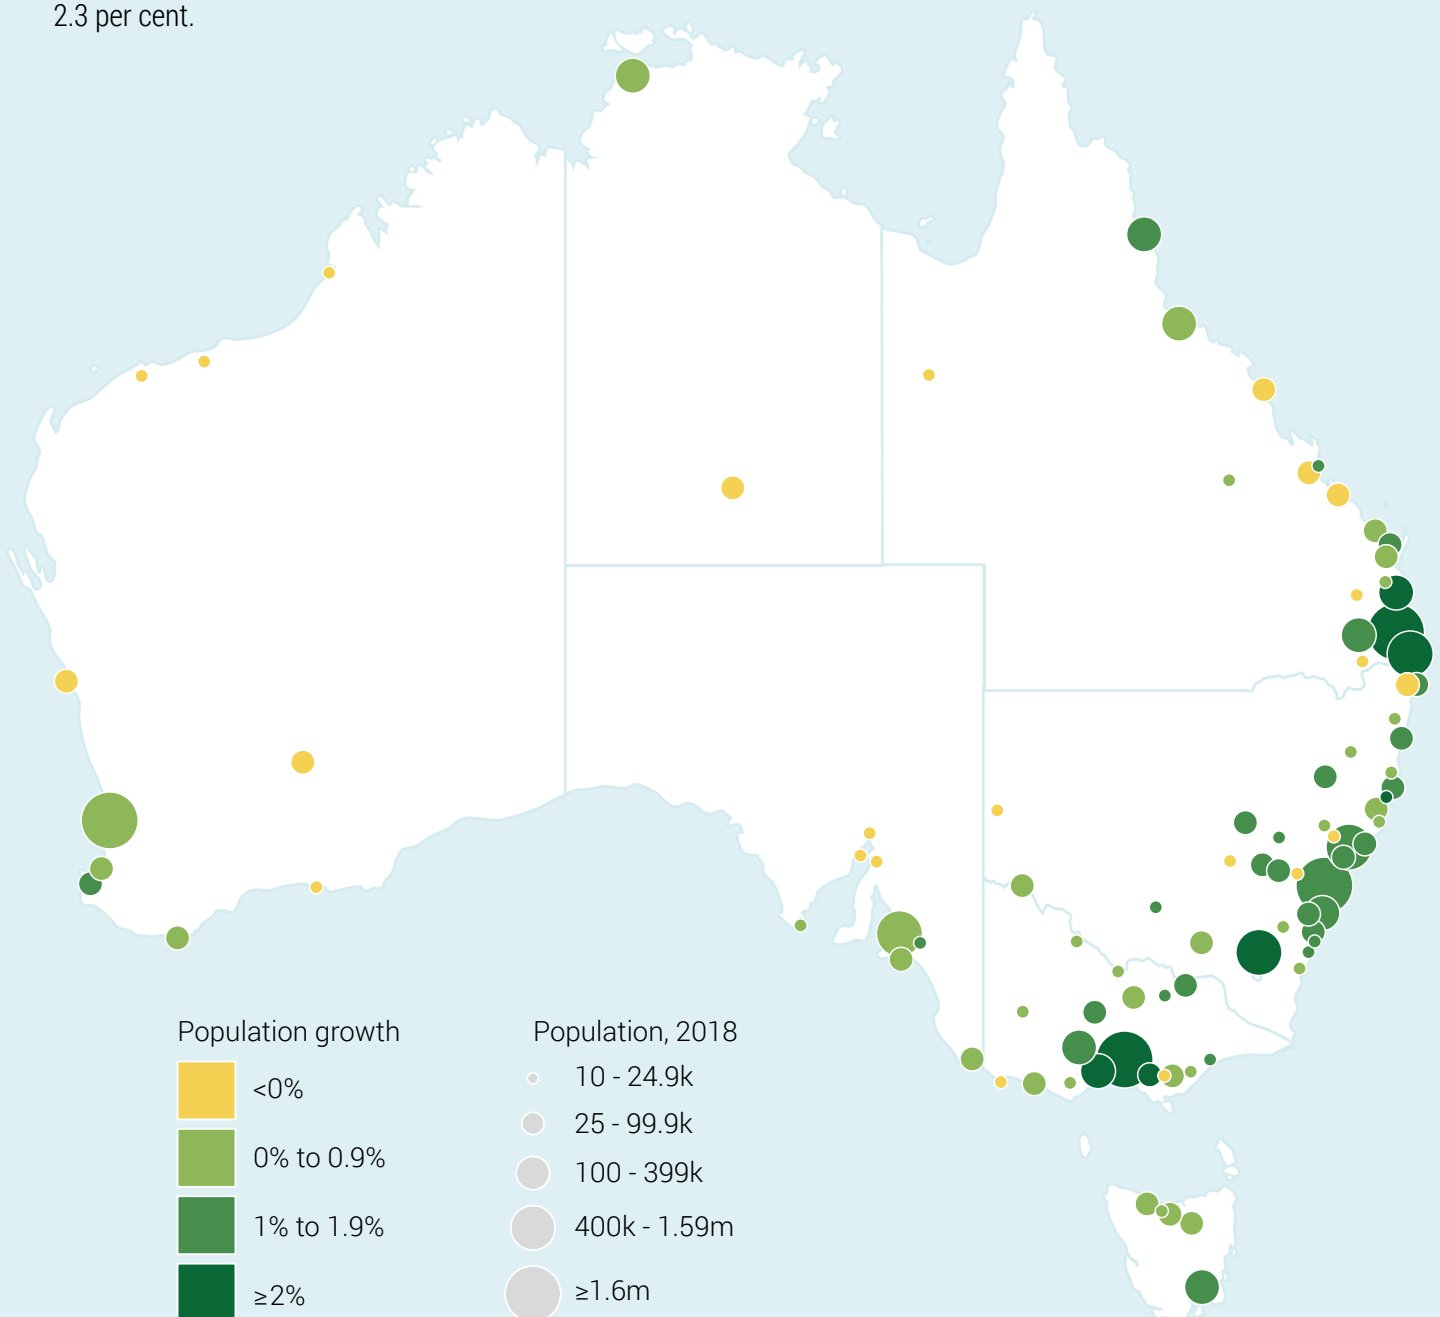 2.3 per cent.
Population growth
<0%
0% to 0.9%
1% to 1.9%
≥2%
Population, 2018
10 - 24.9k
25 - 99.9k
100 - 399k
400k - 1.59m
≥1.6m